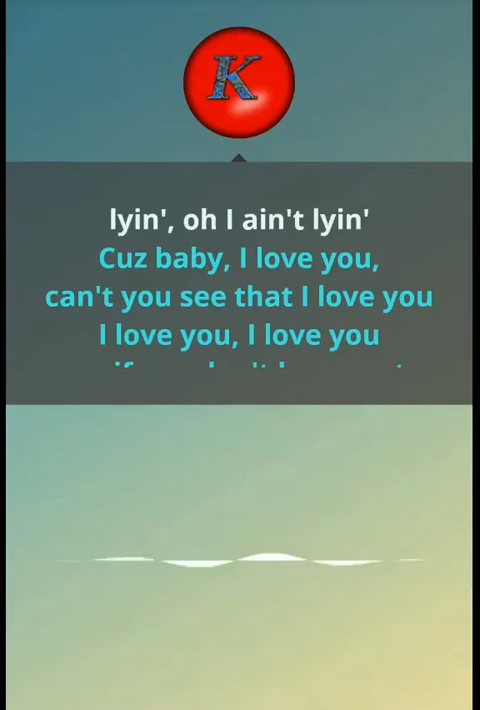 K
lyin', oh I ain't lyin'
Cuz baby, I love you,
can't you see that I love you
I love you, I love you